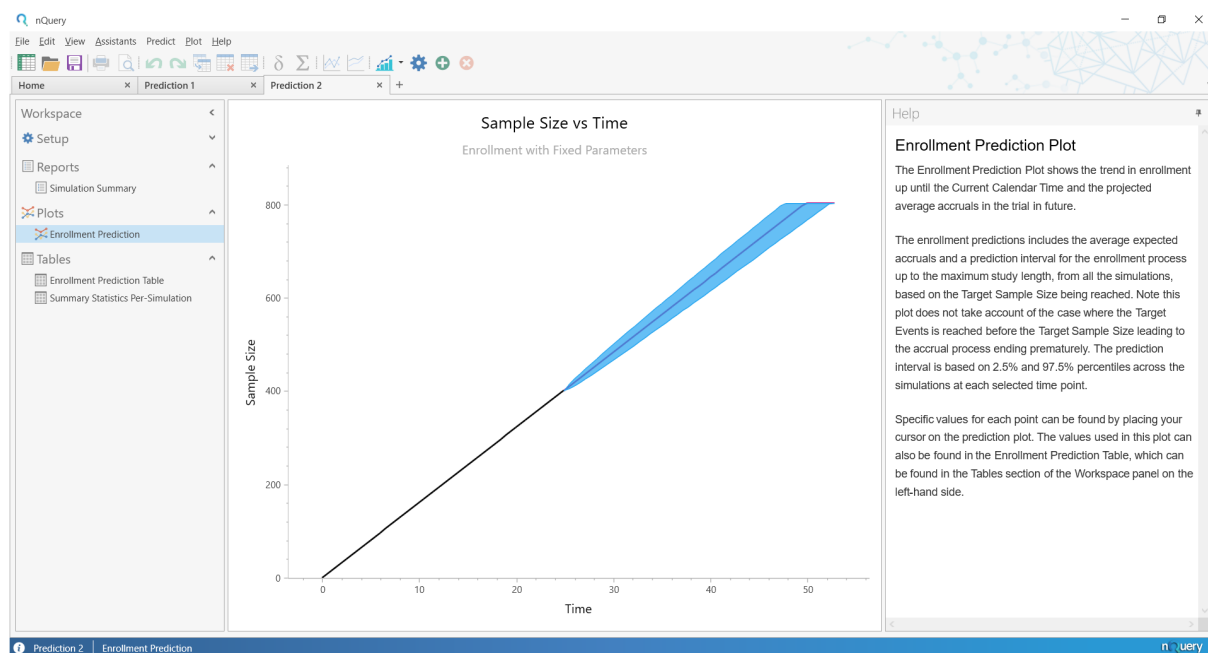 nQuery
File Edit View Assistants Predict Plot Help
Home × Prediction 1 × Prediction 2 × +
Workspace
Setup
Reports
Simulation Summary
Plots
Enrollment Prediction
Tables
Enrollment Prediction Table
Summary Statistics Per-Simulation
Sample Size vs Time
Enrollment with Fixed Parameters
Sample Size
800
600
400
200
0
0 10 20 30 40 50
Time
Help
Enrollment Prediction Plot
The Enrollment Prediction Plot shows the trend in enrollment
up until the Current Calendar Time and the projected
average accruals in the trial in future.
The enrollment predictions includes the average expected
accruals and a prediction interval for the enrollment process
up to the maximum study length, from all the simulations,
based on the Target Sample Size being reached. Note this
plot does not take account of the case where the Target
Events is reached before the Target Sample Size leading to
the accrual process ending prematurely. The prediction
interval is based on 2.5% and 97.5% percentiles across the
simulations at each selected time point.
Specific values for each point can be found by placing your
cursor on the prediction plot. The values used in this plot can
also be found in the Enrollment Prediction Table, which can
be found in the Tables section of the Workspace panel on the
left-hand side.
Prediction 2 | Enrollment Prediction
nQuery